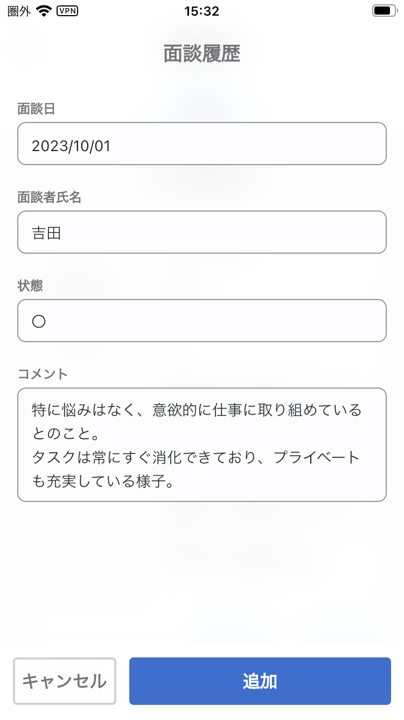 圏外 VPN 15:32
面談履歴
面談日
2023/10/01
面談者氏名
吉田
状態
〇
コメント
特に悩みはなく、意欲的に仕事に取り組めている
とのこと。
タスクは常にすぐ消化できており、プライベート
も充実している様子。
キャンセル 追加